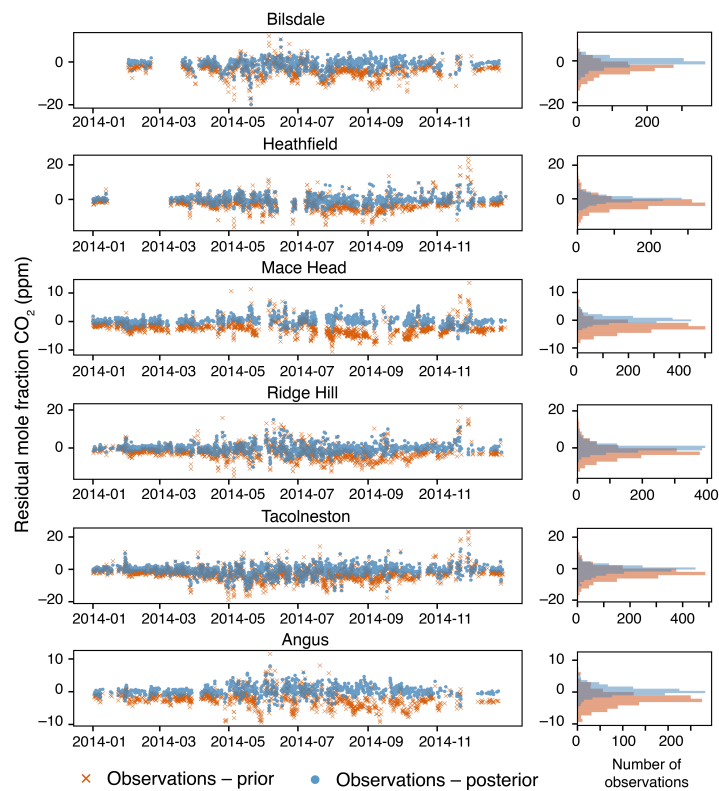 Bilsdale
0
−20
2014-01 2014-03 2014-05 2014-07 2014-09 2014-11
0
−20
0 200
Heathfield
20
0
2014-01 2014-03 2014-05 2014-07 2014-09 2014-11
20
0
0 200
Mace Head
10
0
−10
2014-01 2014-03 2014-05 2014-07 2014-09 2014-11
10
0
−10
0 200 400 500
Ridge Hill
20
0
2014-01 2014-03 2014-05 2014-07 2014-09 2014-11
20
0
0 200 400
Tacolneston
20
0
−20
2014-01 2014-03 2014-05 2014-07 2014-09 2014-11
20
0
−20
0 200 400
Angus
10
0
−10
2014-01 2014-03 2014-05 2014-07 2014-09 2014-11
10
0
−10
0 100 200
Residual mole fraction CO2 (ppm)
Number of
observations
Observations – prior
Observations – posterior